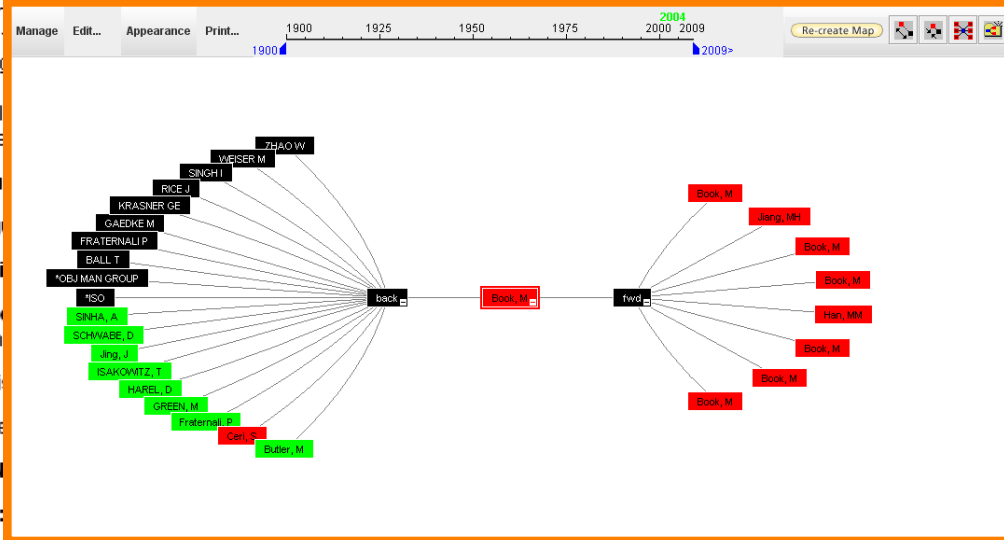 2004
Manage Edit... Appearance Print... 1900 1925 1950 1975 2000 2009 Re-create Map
1900 2009>
ZHAO W
WEISER M
SINGH I
RICE J
KRASNER GE
GAEDKE M
FRATERNALI P
BALL T
*OBJ MAN GROUP
*ISO
SINHA, A
SCHWABE, D
Jing, J
ISAKOWITZ, T
HAREL, D
GREEN, M
Fraternali, P
Ceri, S
Butler, M
back
Book, M
fwd
Book, M
Jiang, MH
Book, M
Book, M
Han, MM
Book, M
Book, M
Book, M